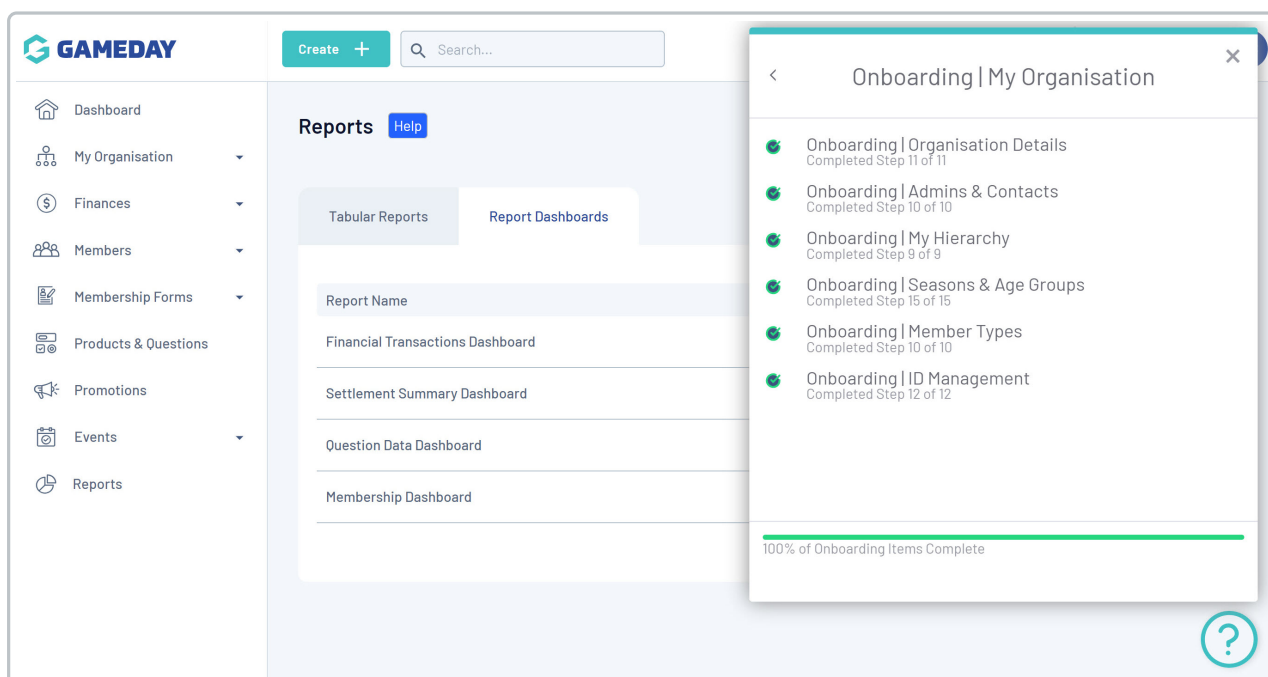 GAMEDAY
Create +
Search...
Dashboard
My Organisation
Finances
Members
Membership Forms
Products & Questions
Promotions
Events
Reports
Reports Help
Tabular Reports
Report Dashboards
Report Name
Financial Transactions Dashboard
Settlement Summary Dashboard
Question Data Dashboard
Membership Dashboard
Onboarding | My Organisation
Onboarding | Organisation Details
Completed Step 11 of 11
Onboarding | Admins & Contacts
Completed Step 10 of 10
Onboarding | My Hierarchy
Completed Step 9 of 9
Onboarding | Seasons & Age Groups
Completed Step 15 of 15
Onboarding | Member Types
Completed Step 10 of 10
Onboarding | ID Management
Completed Step 12 of 12
100% of Onboarding Items Complete
?